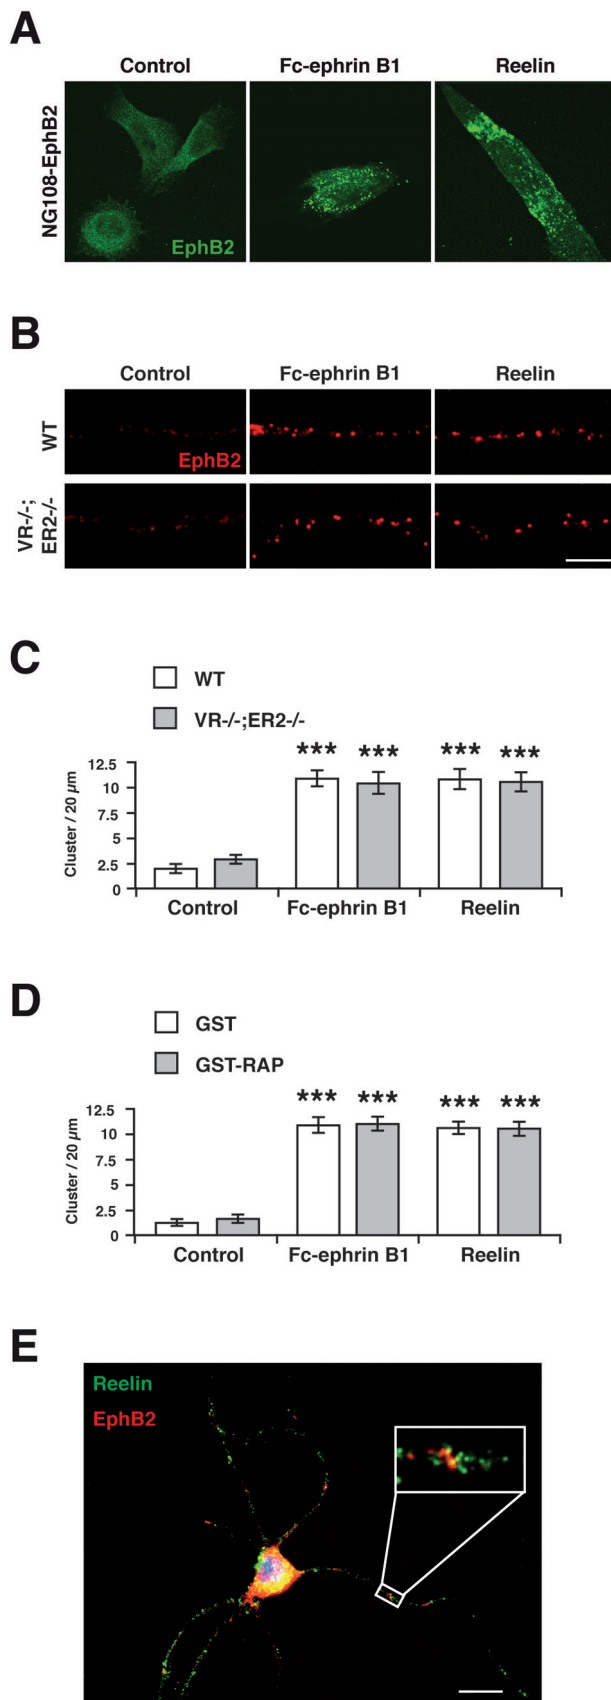 A
Control Fc-ephrin B1 Reelin
NG108-EphB2
EphB2
B
Control Fc-ephrin B1 Reelin
WT
EphB2
VR-/-;
ER2-/-
C
WT
VR-/-;ER2-/-
*** *** *** ***
Cluster / 20 µm
12.5
10
7.5
5
2.5
0
Control Fc-ephrin B1 Reelin
D
GST
GST-RAP
*** *** *** ***
Cluster / 20 µm
12.5
10
7.5
5
2.5
0
Control Fc-ephrin B1 Reelin
E
Reelin
EphB2